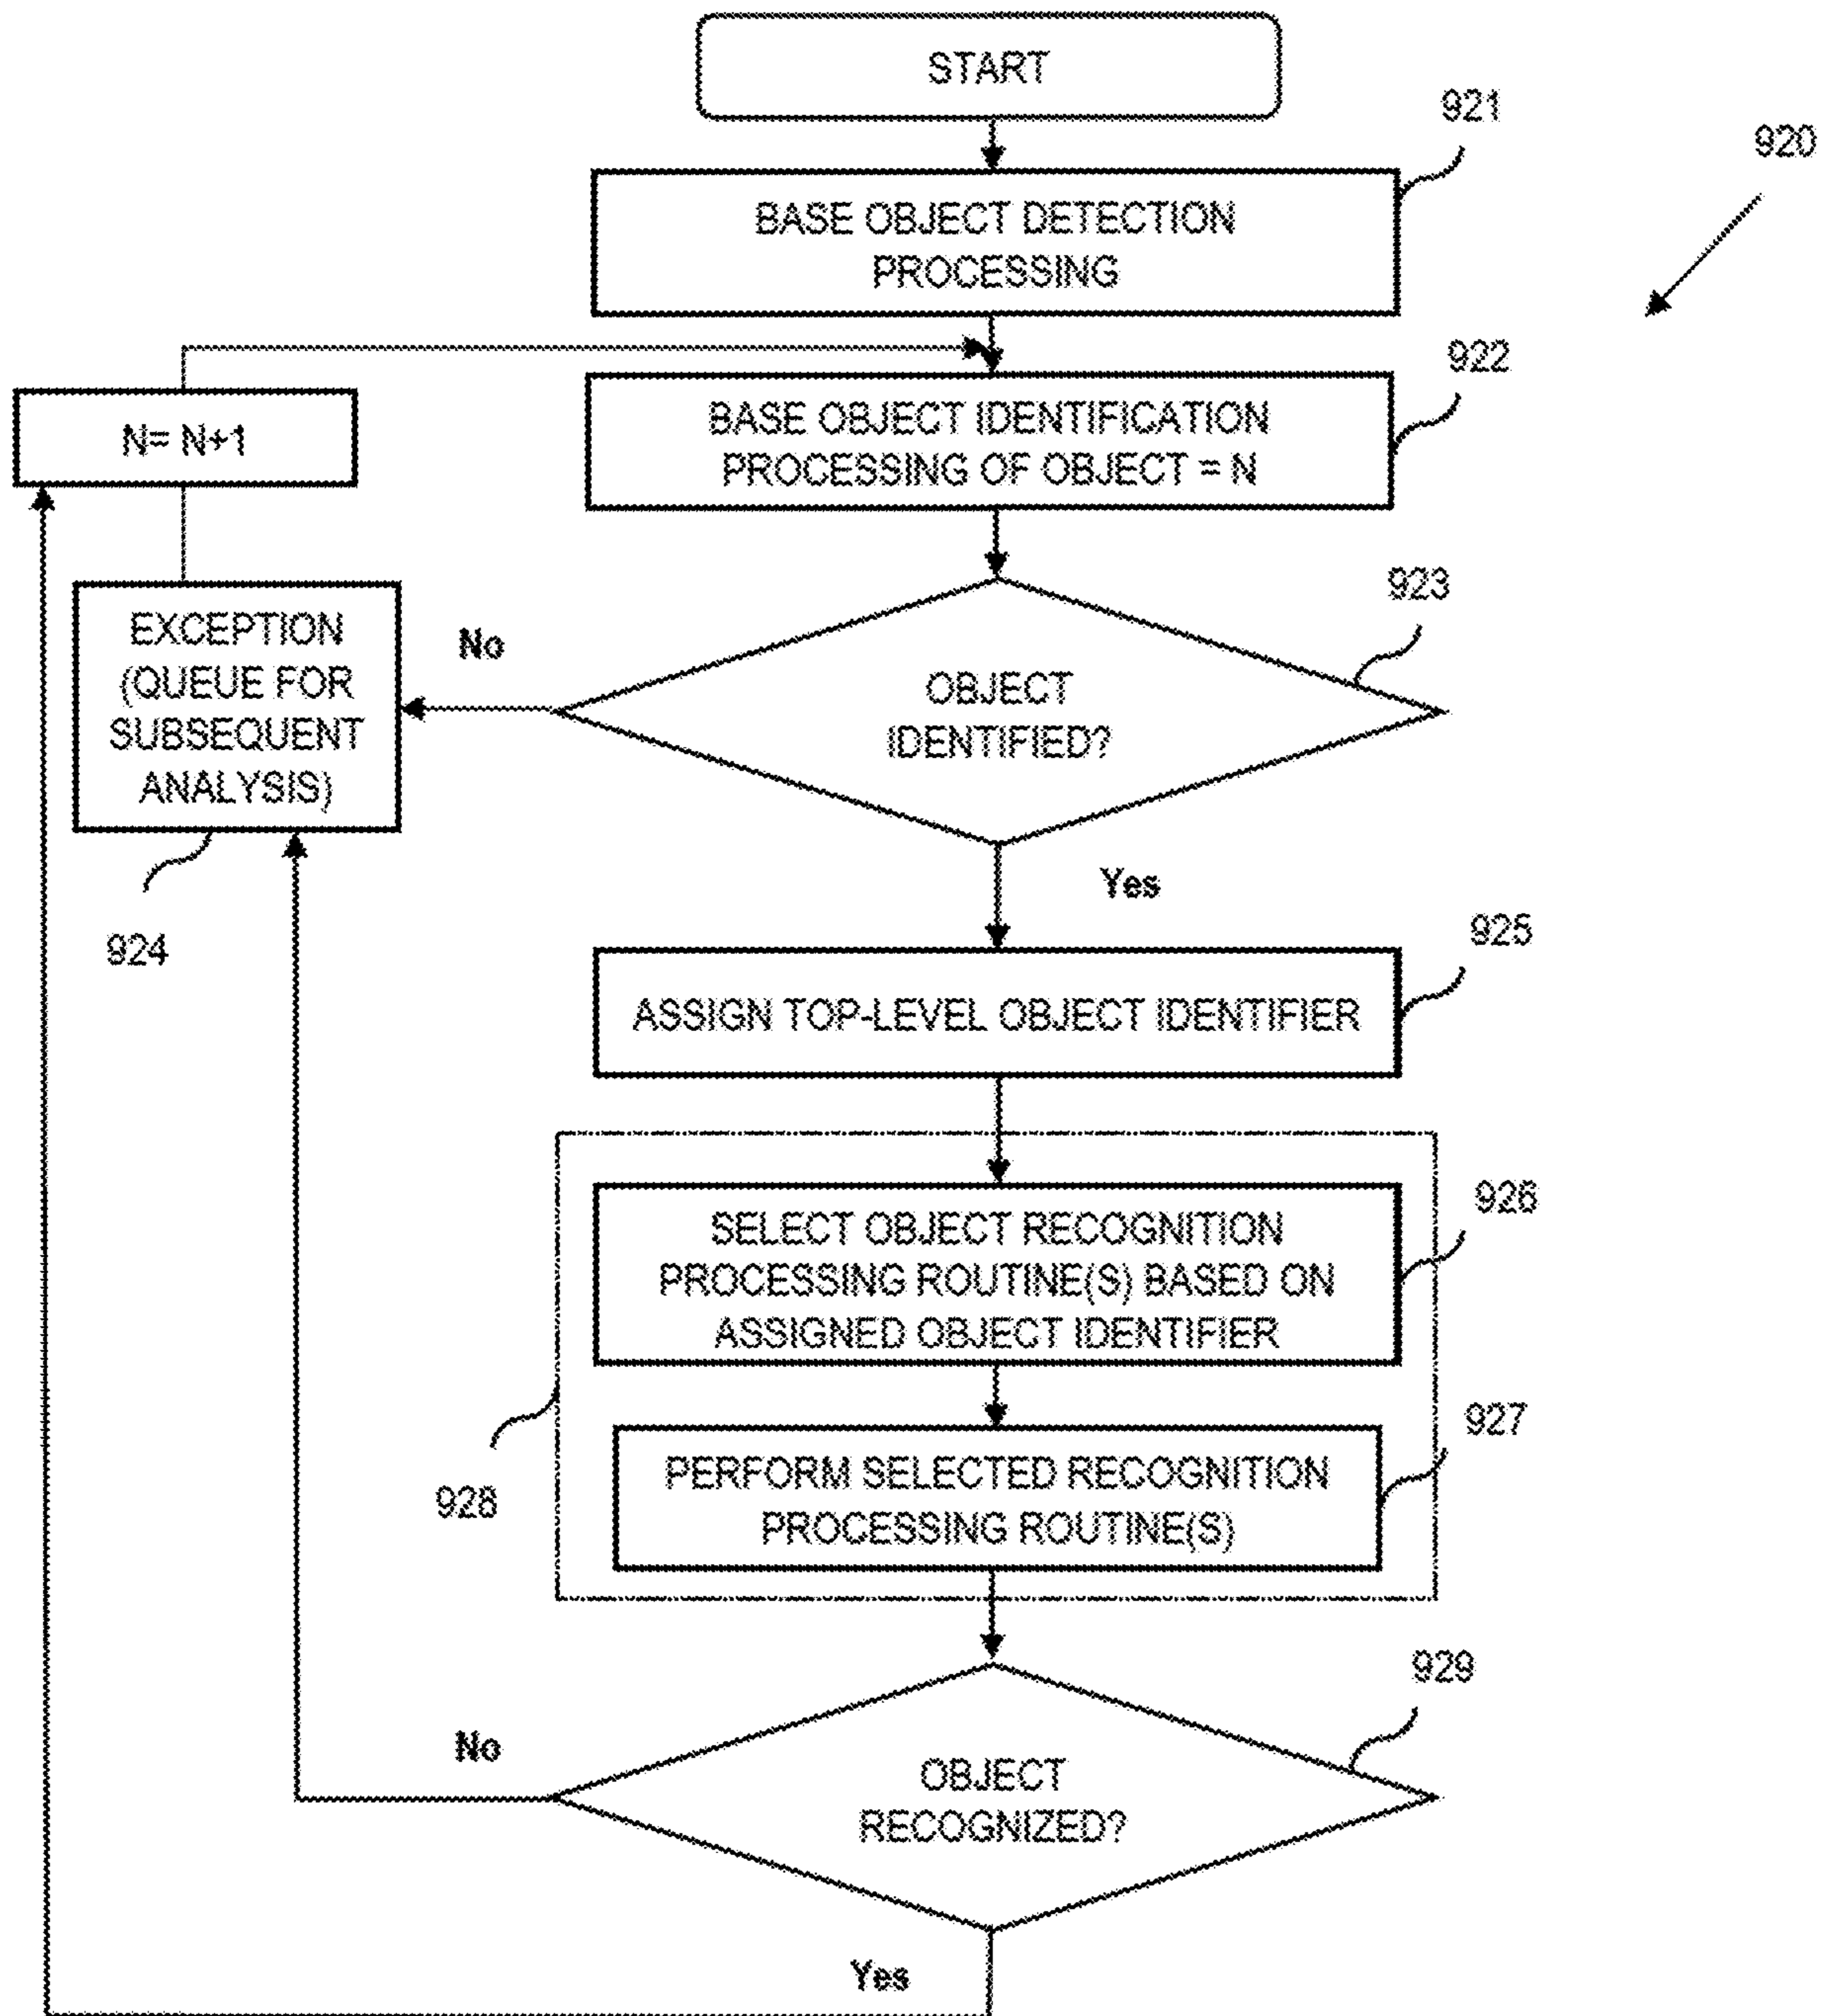 START
921
920
BASE OBJECT DETECTION
PROCESSING
922
N= N+1
BASE OBJECT IDENTIFICATION
PROCESSING OF OBJECT = N
923
EXCEPTION
(QUEUE FOR
SUBSEQUENT
ANALYSIS)
No
OBJECT
IDENTIFIED?
Yes
924
925
ASSIGN TOP-LEVEL OBJECT IDENTIFIER
926
SELECT OBJECT RECOGNITION
PROCESSING ROUTINE(S) BASED ON
ASSIGNED OBJECT IDENTIFIER
927
PERFORM SELECTED RECOGNITION
PROCESSING ROUTINE(S)
928
929
No
OBJECT
RECOGNIZED?
Yes